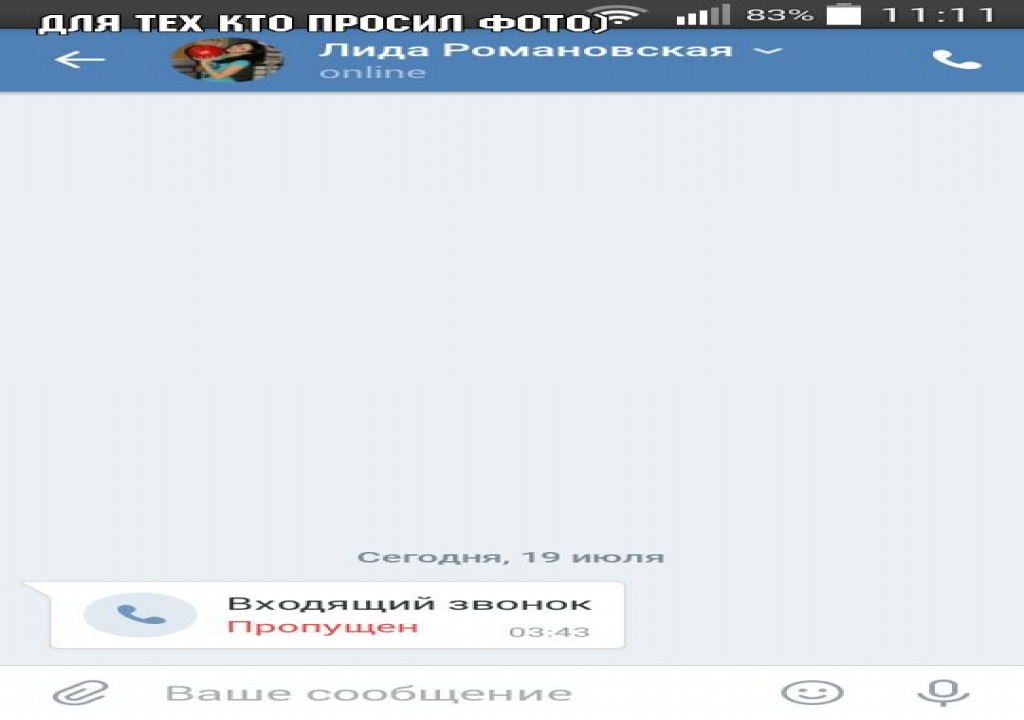 ДЛЯ ТЕХ КТО ПРОСИЛ ФОТО)
83% 11:11
Лида Романовская
online
Сегодня, 19 июля
Входящий звонок
Пропущен 03:43
Ваше сообщение